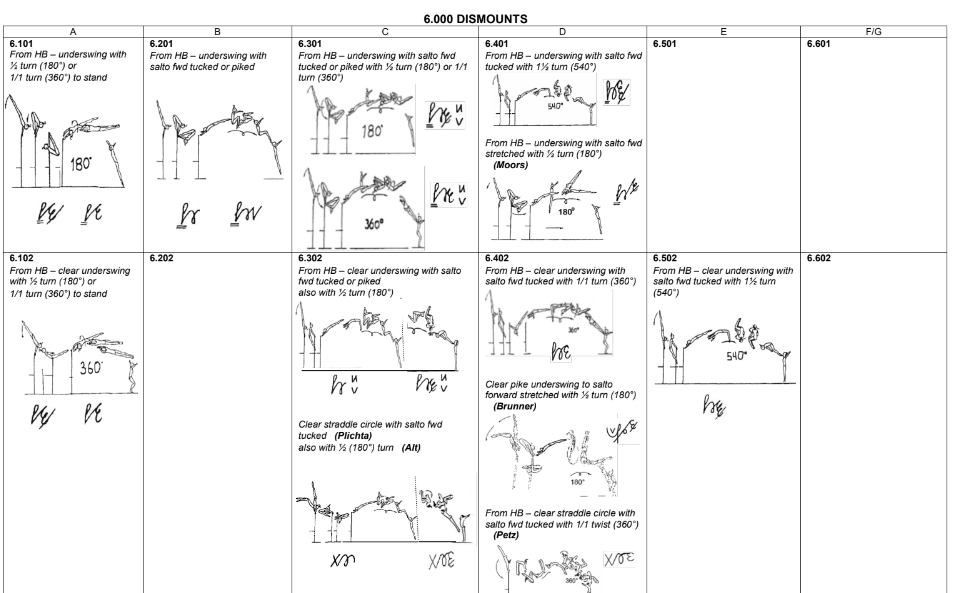 6.000 DISMOUNTS
A
B
C
D
E
F/G
6.101
From HB – underswing with
½ turn (180°) or
1/1 turn (360°) to stand
180°
6.201
From HB – underswing with
salto fwd tucked or piked
6.301
From HB – underswing with salto fwd
tucked or piked with ½ turn (180°) or 1/1
turn (360°)
180°
360°
6.401
From HB – underswing with salto fwd
tucked with 1½ turn (540°)
540°
From HB – underswing with salto fwd
stretched with ½ turn (180°)
(Moors)
180°
6.501
6.601
6.102
From HB – clear underswing
with ½ turn (180°) or
1/1 turn (360°) to stand
360°
6.202
6.302
From HB – clear underswing with salto
fwd tucked or piked
also with ½ turn (180°)
Clear straddle circle with salto fwd
tucked (Plichta)
also with ½ (180°) turn (Alt)
6.402
From HB – clear underswing with
salto fwd tucked with 1/1 turn (360°)
360°
Clear pike underswing to salto
forward stretched with ½ turn (180°)
(Brunner)
180°
From HB – clear straddle circle with
salto fwd tucked with 1/1 twist (360°)
(Petz)
360°
6.502
From HB – clear underswing with
salto fwd tucked with 1½ turn
(540°)
540°
6.602